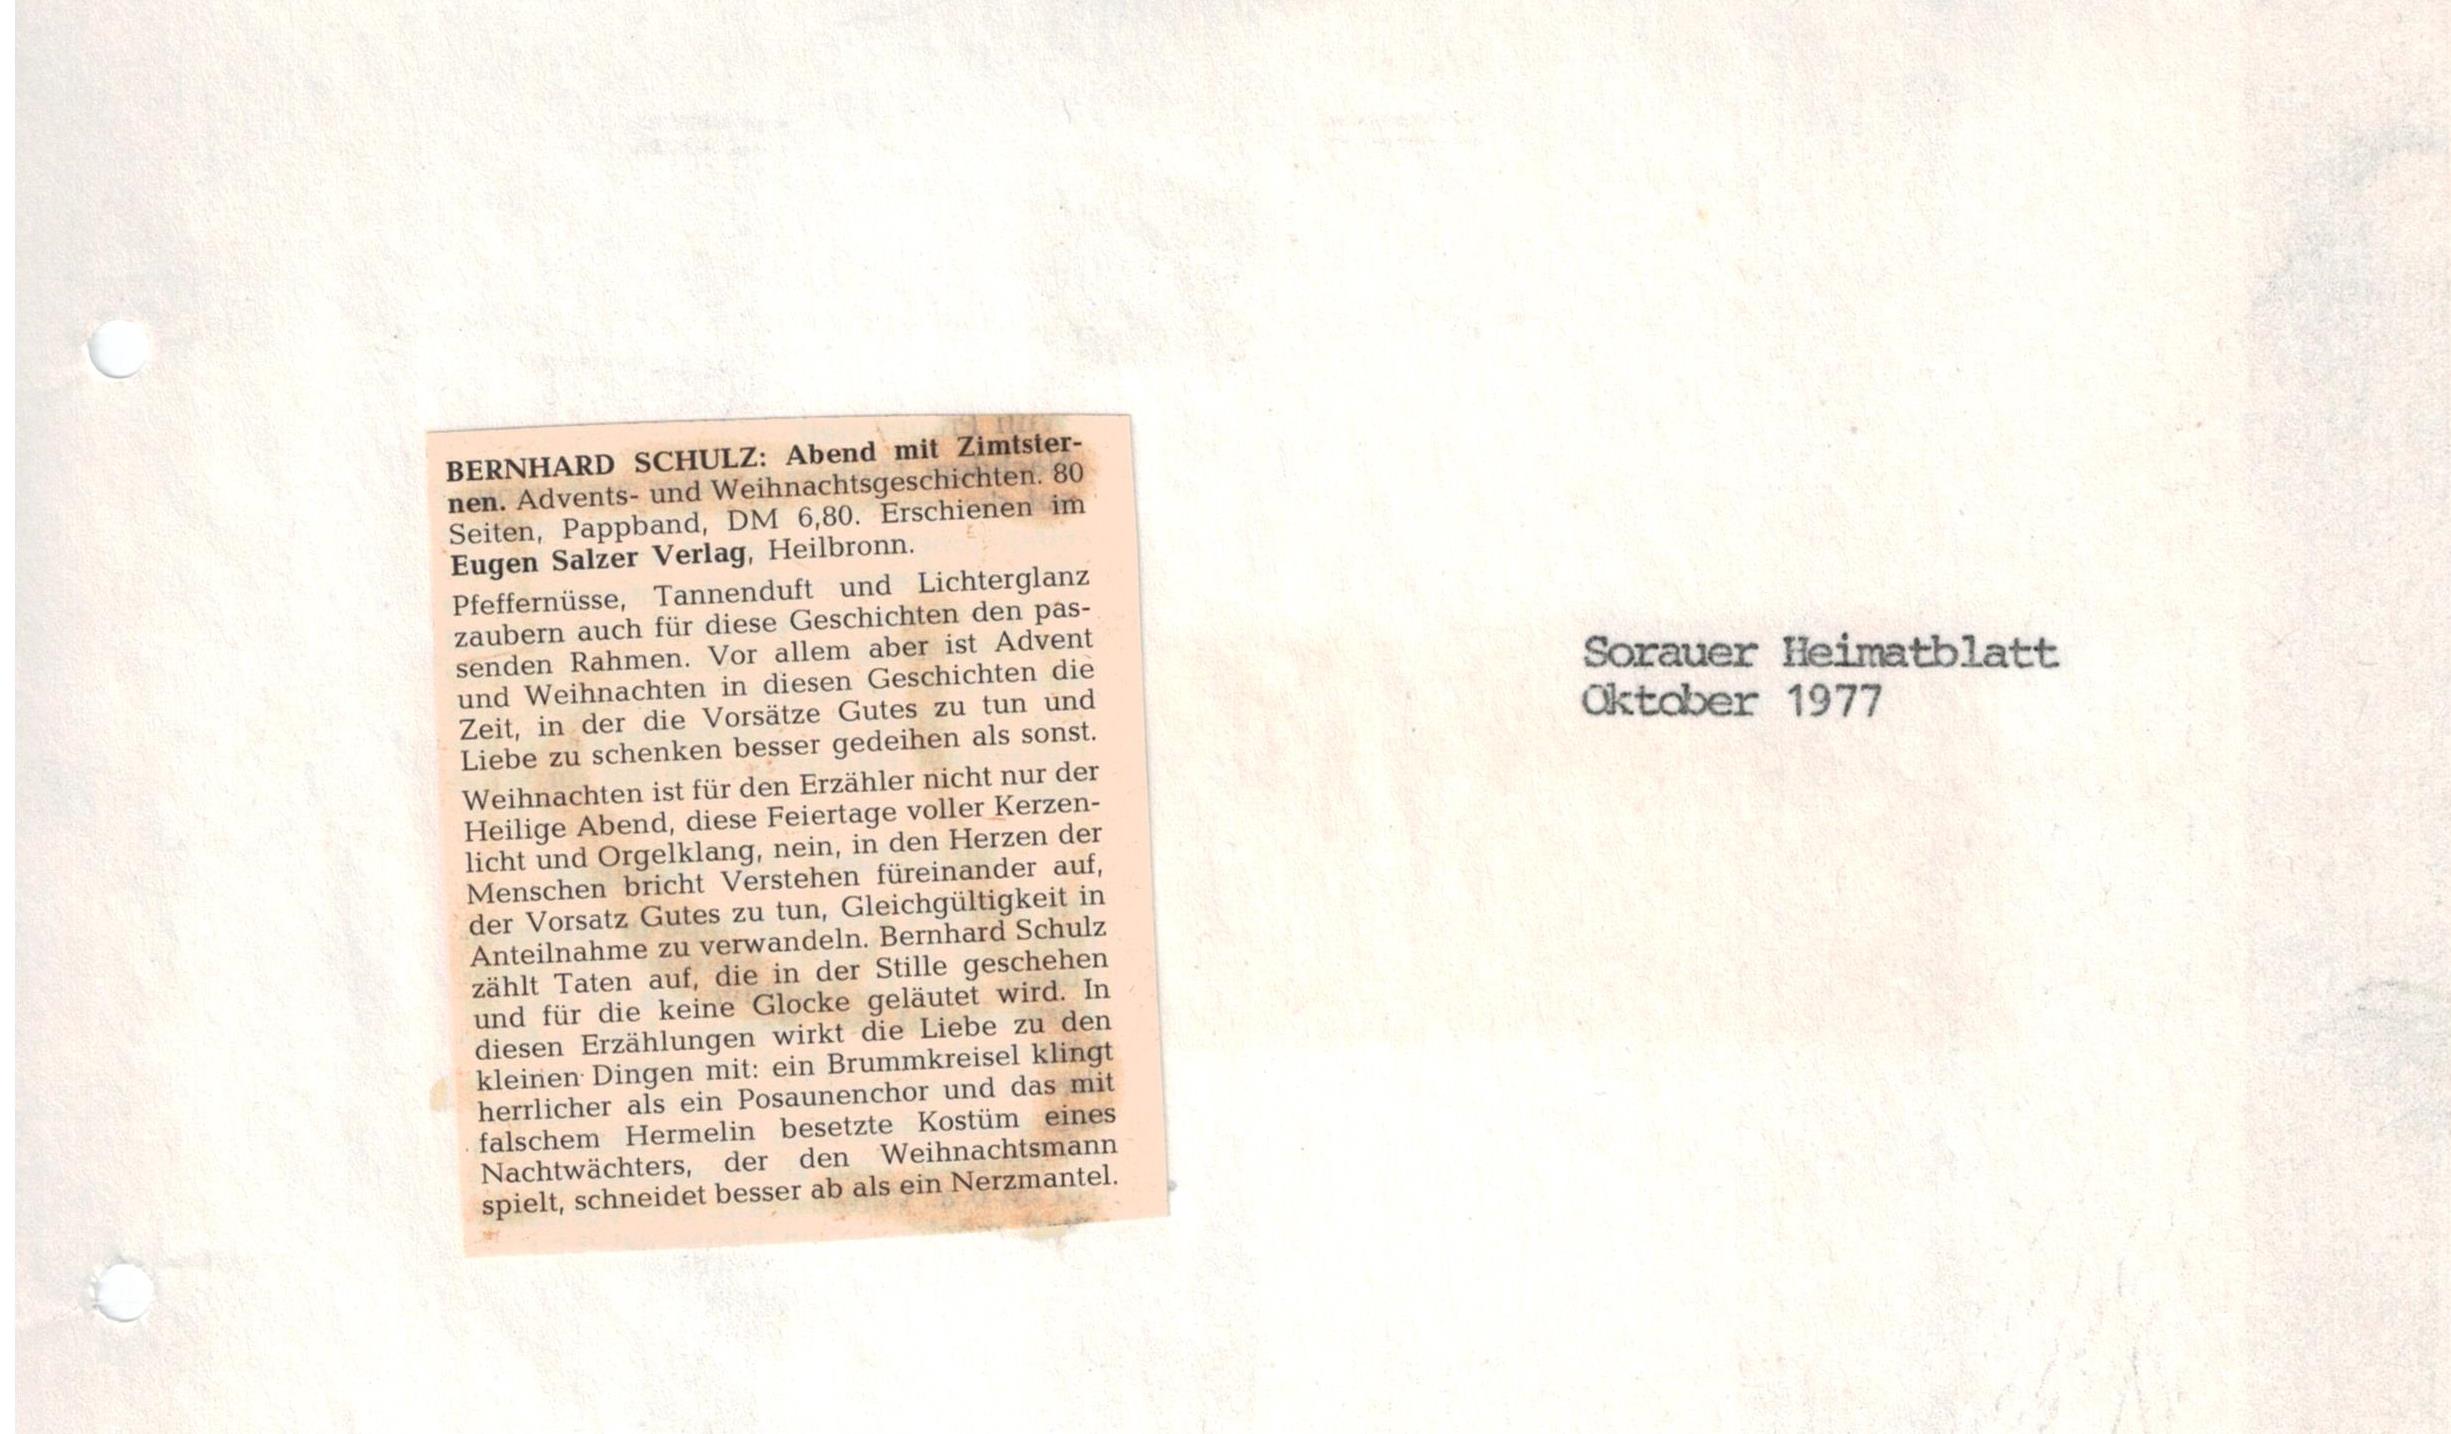 BERNHARD SCHULZ: Abend mit Zimtster-
nen. Advents- und Weihnachtsgeschichten. 80
Seiten, Pappband, DM 6,80. Erschienen im
Eugen Salzer Verlag, Heilbronn.
Pfeffernüsse, Tannenduft und Lichterglanz
zaubern auch für diese Geschichten den pas-
senden Rahmen. Vor allem aber ist Advent
und Weihnachten in diesen Geschichten die
Zeit, in der die Vorsätze Gutes zu tun und
Liebe zu schenken besser gedeihen als sonst.
Weihnachten ist für den Erzähler nicht nur der
Heilige Abend, diese Feiertage voller Kerzen-
licht und Orgelklang, nein, in den Herzen der
Menschen bricht Verstehen füreinander auf,
der Vorsatz Gutes zu tun, Gleichgültigkeit in
Anteilnahme zu verwandeln. Bernhard Schulz
zählt Taten auf, die in der Stille geschehen
und für die keine Glocke geläutet wird. In
diesen Erzählungen wirkt die Liebe zu den
kleinen Dingen mit: ein Brummkreisel klingt
herrlicher als ein Posaunenchor und das mit
falschem Hermelin besetzte Kostüm eines
Nachtwächters, der den Weihnachtsmann
spielt, schneidet besser ab als ein Nerzmantel.
Sorauer Heimatblatt
Oktober 1977